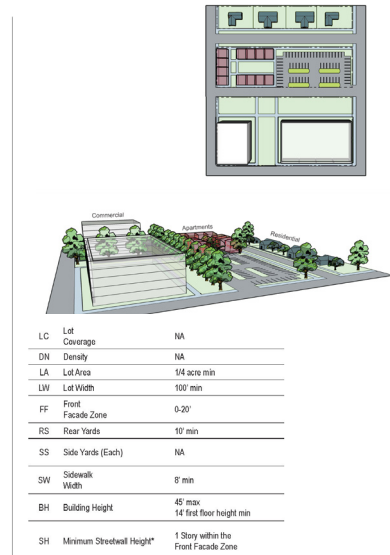 Commercial
Apartments
Residential
LC Lot Coverage NA
DN Density NA
LA Lot Area 1/4 acre min
LW Lot Width 100' min
FF Front Facade Zone 0-20'
RS Rear Yards 10' min
SS Side Yards (Each) NA
SW Sidewalk Width 8' min
BH Building Height 45' max
14' first floor height min
SH Minimum Streetwall Height* 1 Story within the
Front Facade Zone